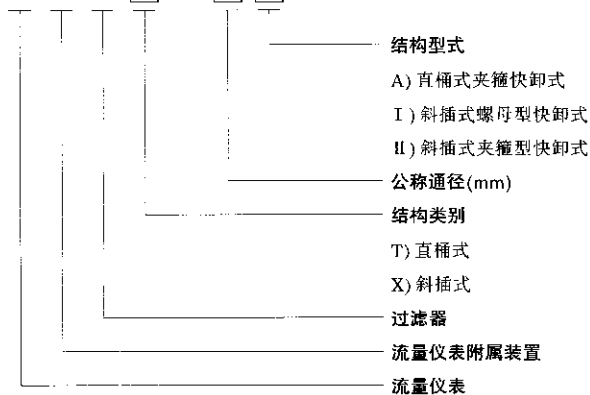 结构型式
A) 直桶式夹箍快卸式
I) 斜插式螺母型快卸式
II) 斜插式夹箍型快卸式
公称通径(mm)
结构类别
T) 直桶式
X) 斜插式
过滤器
流量仪表附属装置
流量仪表